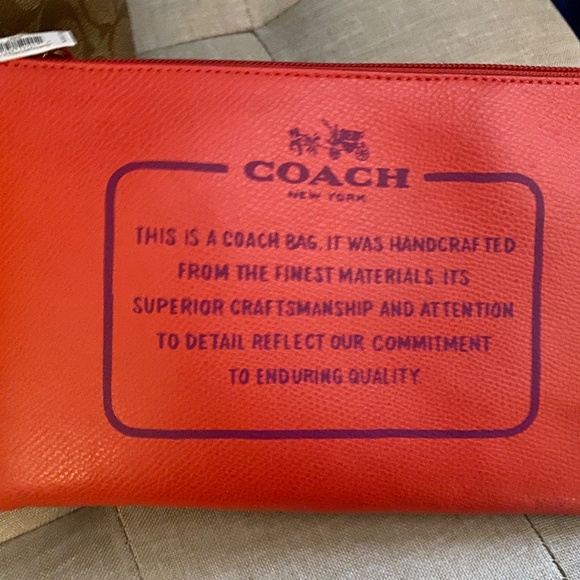 COACH
NEW YORK
THIS IS A COACH BAG. IT WAS HANDCRAFTED
FROM THE FINEST MATERIALS. ITS
SUPERIOR CRAFTSMANSHIP AND ATTENTION
TO DETAIL REFLECT OUR COMMITMENT
TO ENDURING QUALITY.